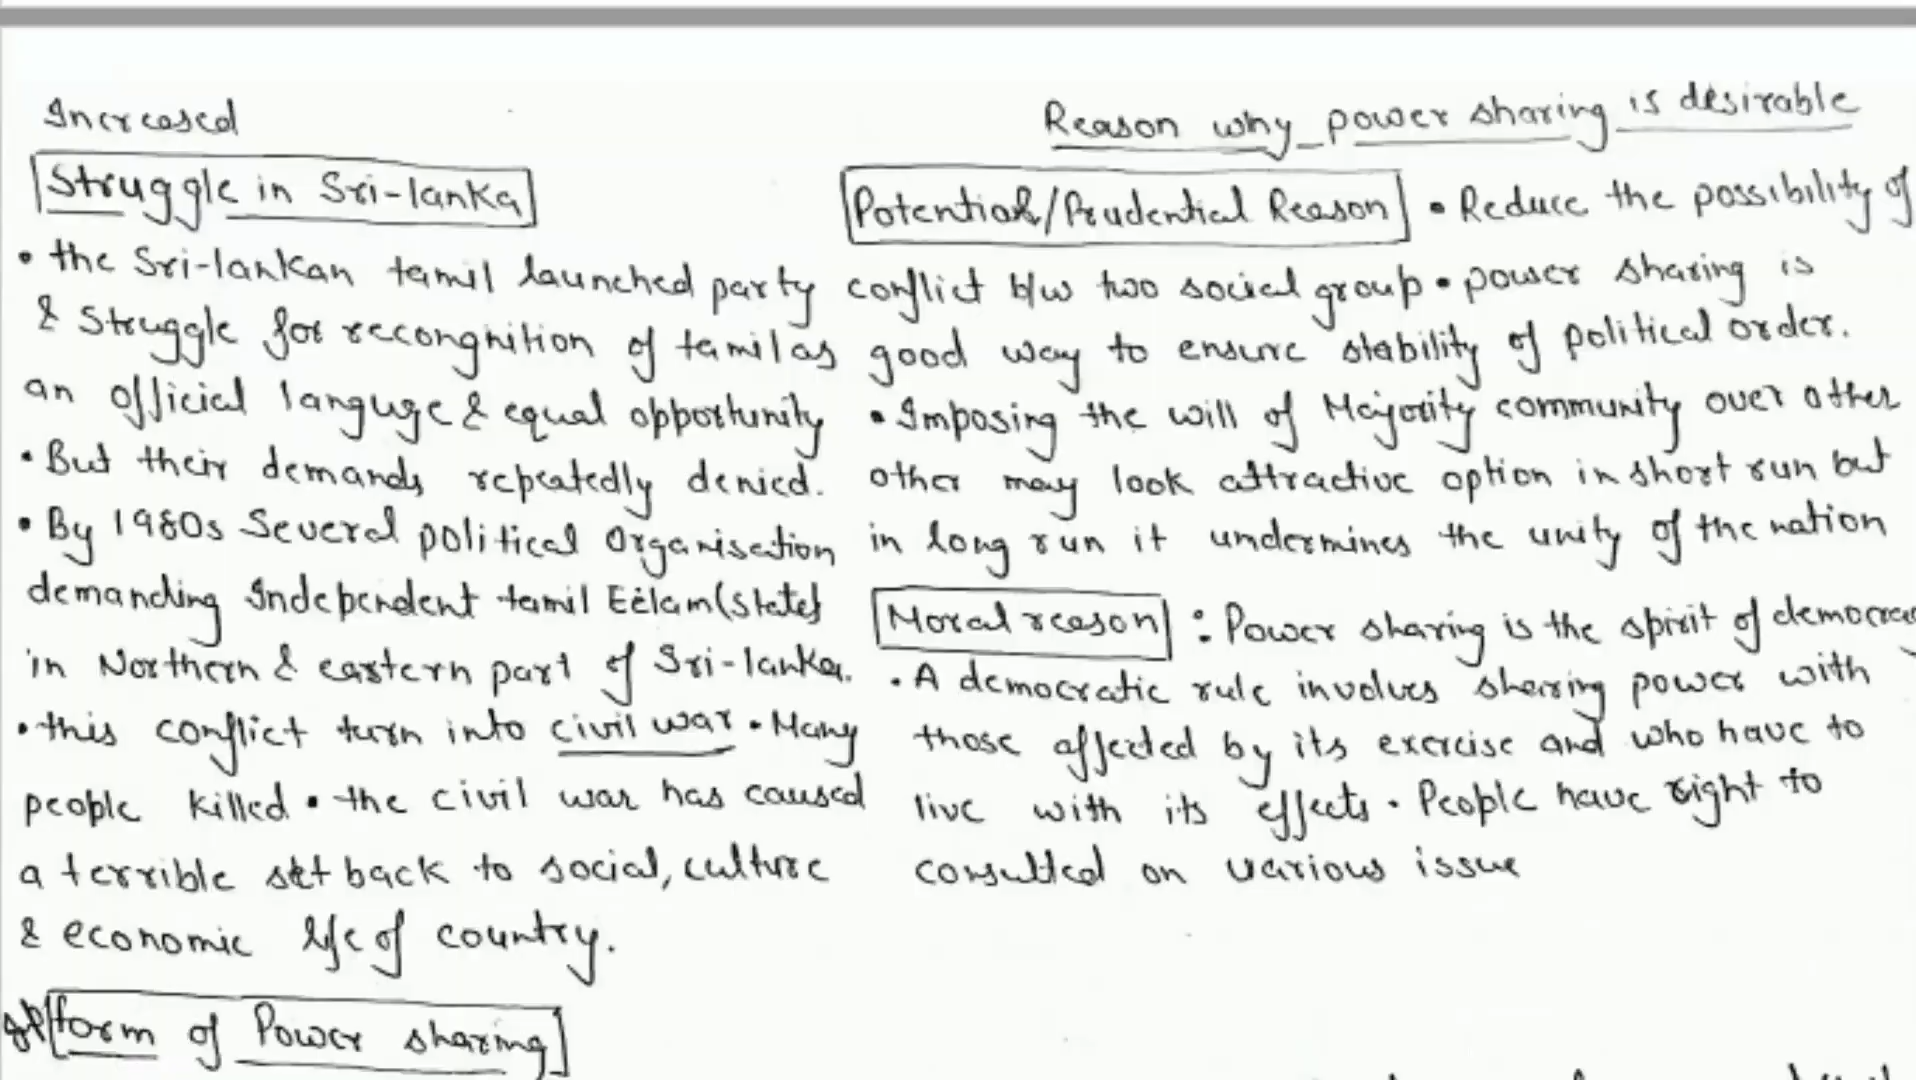 Increased
Struggle in Sri-lanka
• the Sri-lankan tamil launched party
& Struggle for recongnition of tamil as
an official languge & equal opportunity
• But their demands repeatedly denied.
• By 1980s Several political Organisation
demanding Independent tamil Eelam (state)
in Northern & eastern part of Sri-lanka.
• this conflict turn into civil war • Many
people killed • the civil war has caused
a terrible set back to social, culture
& economic life of country.
form of Power sharing
Reason why power sharing is desirable
Potential/Prudential Reason • Reduce the possibility of
conflict b/w two social group • power sharing is
good way to ensure stability of political order.
• Imposing the will of Majority community over other
other may look attractive option in short run but
in long run it undermines the unity of the nation
Moral reason : Power sharing is the spirit of
• A democratic rule involves sharing power with
those affected by its exercise and who have to
live with its effects • People have right to
consulted on various issue